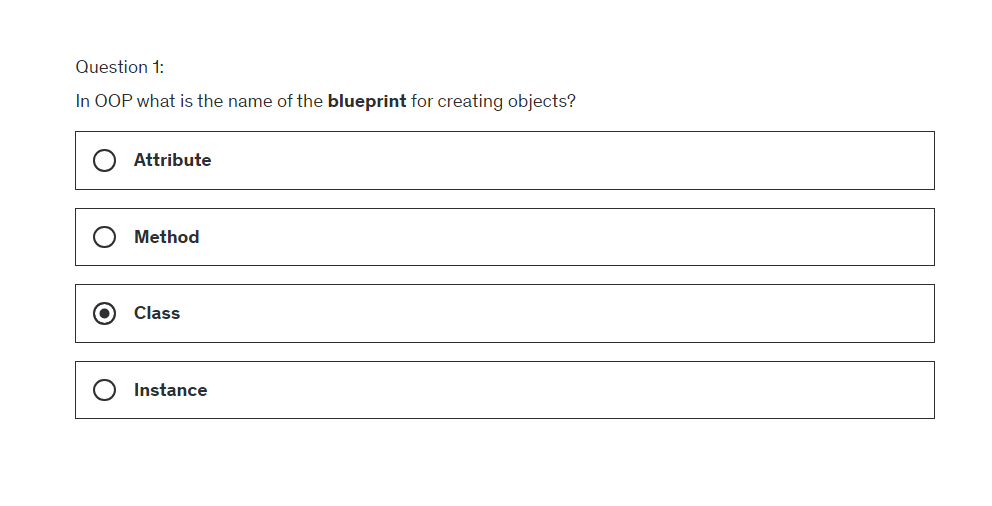 Question 1:
In OOP what is the name of the blueprint for creating objects?
Attribute
Method
Class
Instance